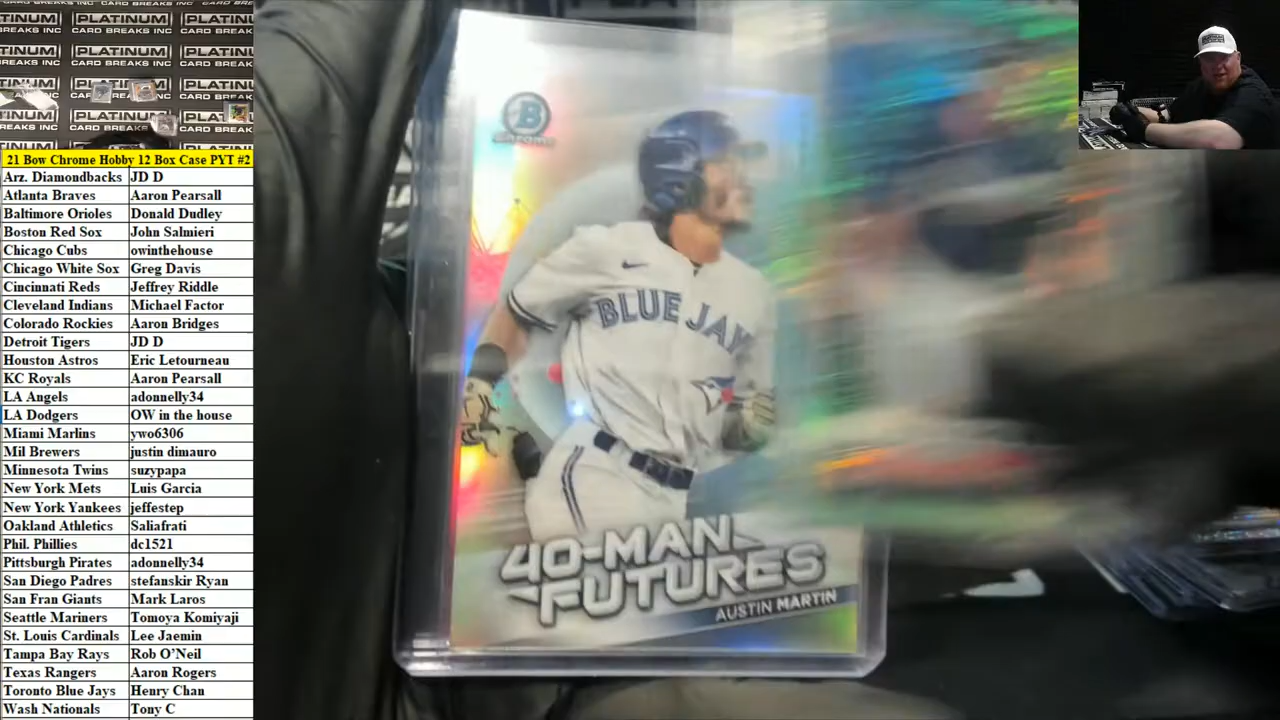 PLATINUM
CARD BREAKS INC
21 Bow Chrome Hobby 12 Box Case PYT #2
Arz. Diamondbacks JD D
Atlanta Braves Aaron Pearsall
Baltimore Orioles Donald Dudley
Boston Red Sox John Salmieri
Chicago Cubs owinthehouse
Chicago White Sox Greg Davis
Cincinnati Reds Jeffrey Riddle
Cleveland Indians Michael Factor
Colorado Rockies Aaron Bridges
Detroit Tigers JD D
Houston Astros Eric Letourneau
KC Royals Aaron Pearsall
LA Angels adonnelly34
LA Dodgers OW in the house
Miami Marlins ywo6306
Mil Brewers justin dimauro
Minnesota Twins suzypapa
New York Mets Luis Garcia
New York Yankees jeffestep
Oakland Athletics Saliafrati
Phil. Phillies dc1521
Pittsburgh Pirates adonnelly34
San Diego Padres stefanskir Ryan
San Fran Giants Mark Laros
Seattle Mariners Tomoya Komiyaji
St. Louis Cardinals Lee Jaemin
Tampa Bay Rays Rob O'Neil
Texas Rangers Aaron Rogers
Toronto Blue Jays Henry Chan
Wash Nationals Tony C
B
Chrome
BLUE JAY
40-MAN
FUTURES
AUSTIN MARTIN